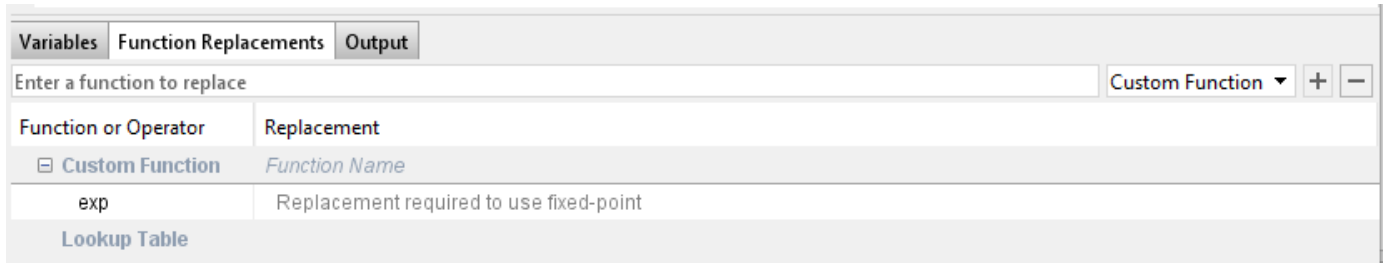 Variables Function Replacements Output
Enter a function to replace Custom Function
Function or Operator Replacement
Custom Function Function Name
exp Replacement required to use fixed-point
Lookup Table